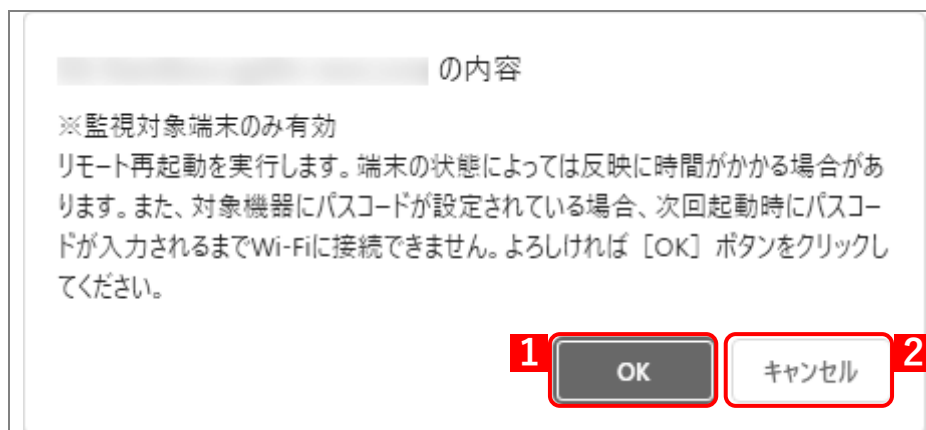 の内容
※監視対象端末のみ有効
リモート再起動を実行します。端末の状態によっては反映に時間がかかる場合があ
ります。また、対象機器にパスコードが設定されている場合、次回起動時にパスコー
ドが入力されるまでWi-Fiに接続できません。よろしければ［OK］ボタンをクリックし
てください。
1 OK キャンセル 2